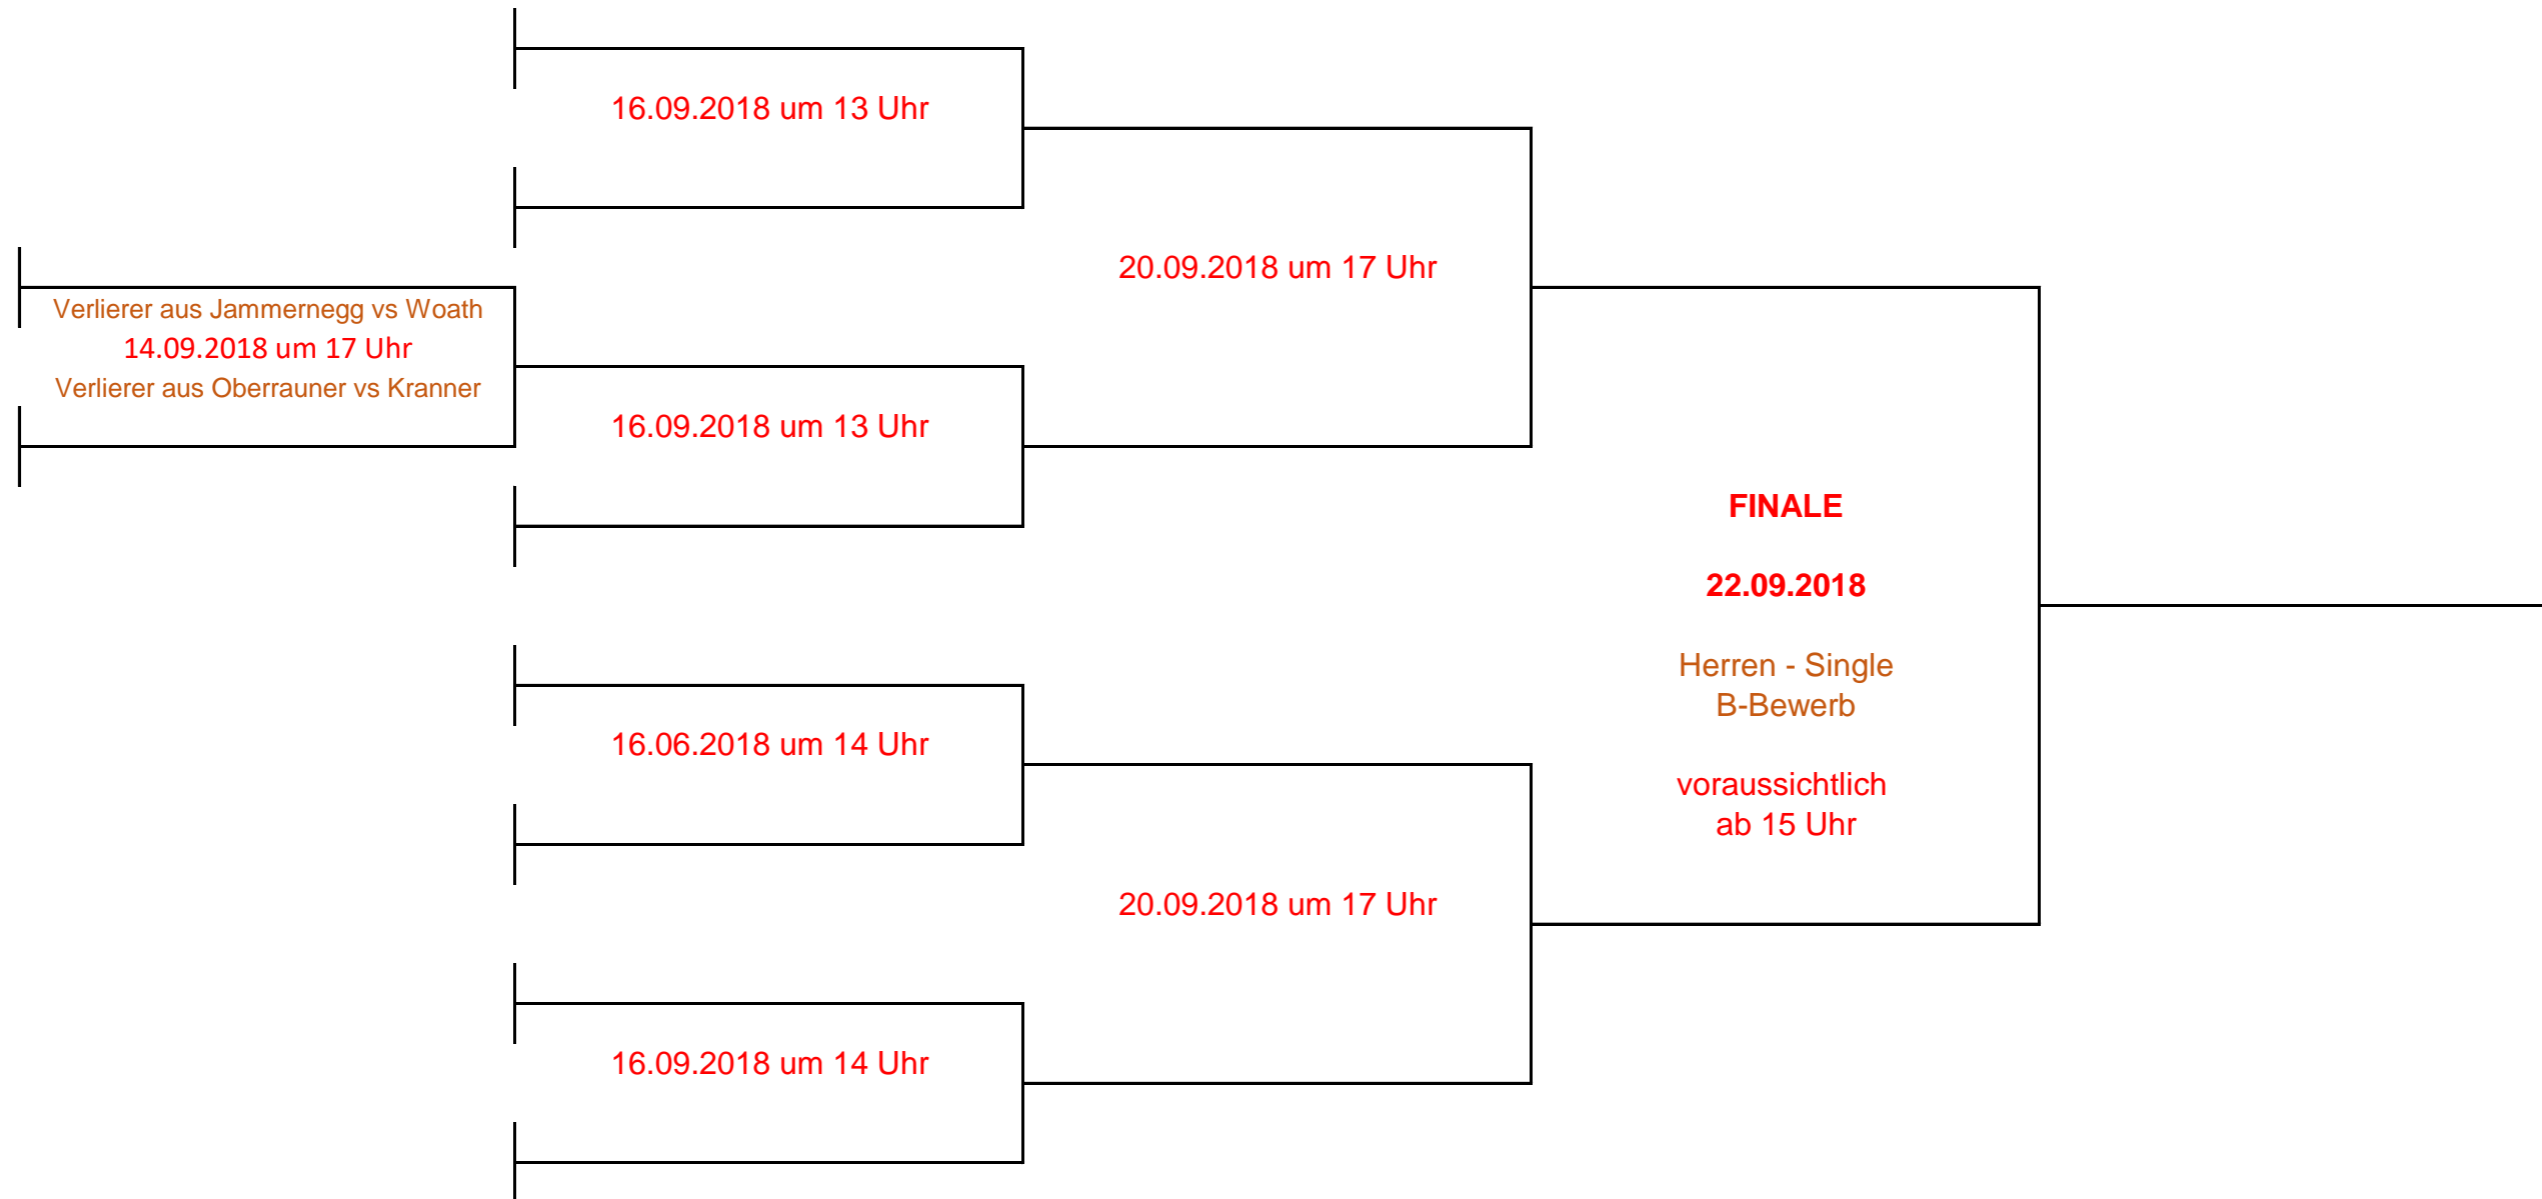 16.09.2018 um 13 Uhr
20.09.2018 um 17 Uhr
Verlierer aus Jammernegg vs Woath
14.09.2018 um 17 Uhr
Verlierer aus Oberrauner vs Kranner
16.09.2018 um 13 Uhr
FINALE
22.09.2018
Herren - Single
B-Bewerb
voraussichtlich
ab 15 Uhr
16.06.2018 um 14 Uhr
20.09.2018 um 17 Uhr
16.09.2018 um 14 Uhr